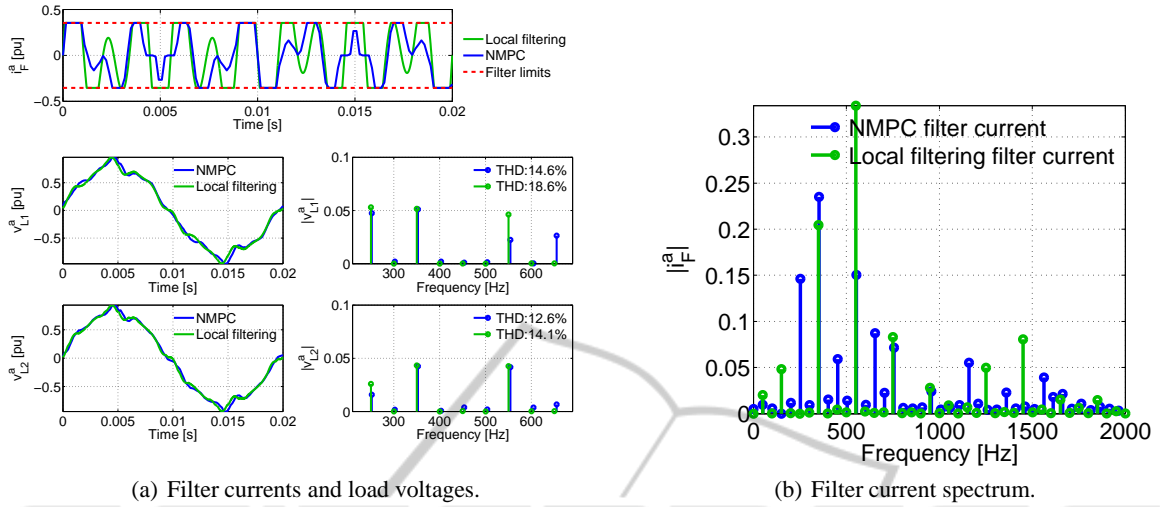 0.5
0
−0.5
i_F^a [pu]
0 0.005 0.01 0.015 0.02
Time [s]
Local filtering
NMPC
Filter limits
0.5
0
−0.5
v_L1^a [pu]
NMPC
Local filtering
0 0.005 0.01 0.015 0.02
Time [s]
0.1
0.05
0
|v_L1^a|
THD:14.6%
THD:18.6%
300 400 500 600
Frequency [Hz]
0.5
0
−0.5
v_L2^a [pu]
NMPC
Local filtering
0 0.005 0.01 0.015 0.02
Time [s]
0.1
0.05
0
|v_L2^a|
THD:12.6%
THD:14.1%
300 400 500 600
Frequency [Hz]
(a) Filter currents and load voltages.
0.3
0.25
0.2
0.15
0.1
0.05
0
|i_F^a|
NMPC filter current
Local filtering filter current
0 500 1000 1500 2000
Frequency [Hz]
(b) Filter current spectrum.